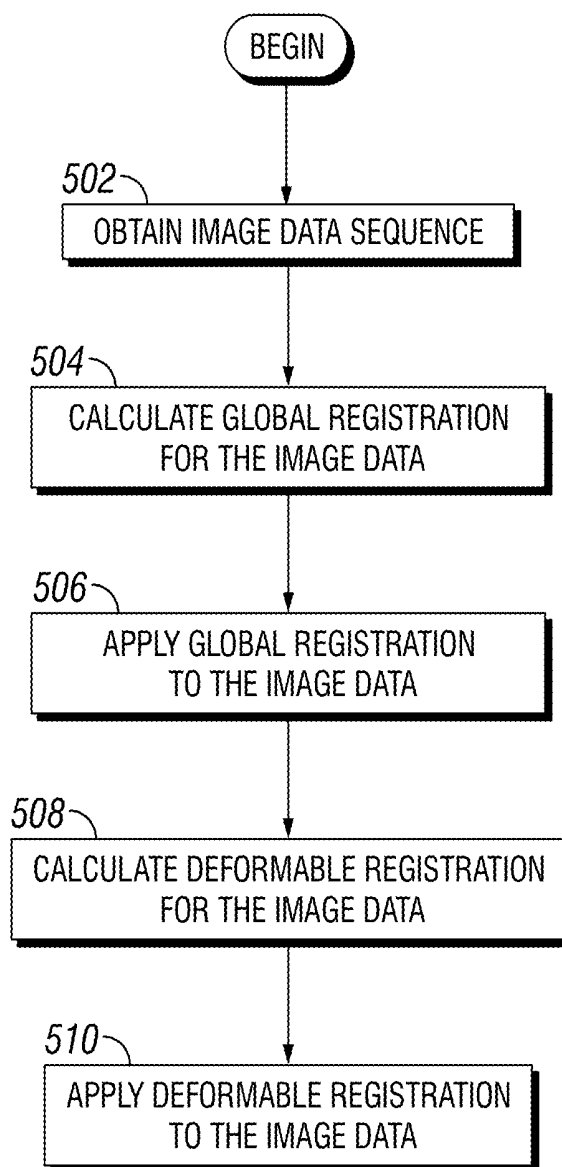 BEGIN
502
OBTAIN IMAGE DATA SEQUENCE
504
CALCULATE GLOBAL REGISTRATION
FOR THE IMAGE DATA
506
APPLY GLOBAL REGISTRATION
TO THE IMAGE DATA
508
CALCULATE DEFORMABLE REGISTRATION
FOR THE IMAGE DATA
510
APPLY DEFORMABLE REGISTRATION
TO THE IMAGE DATA